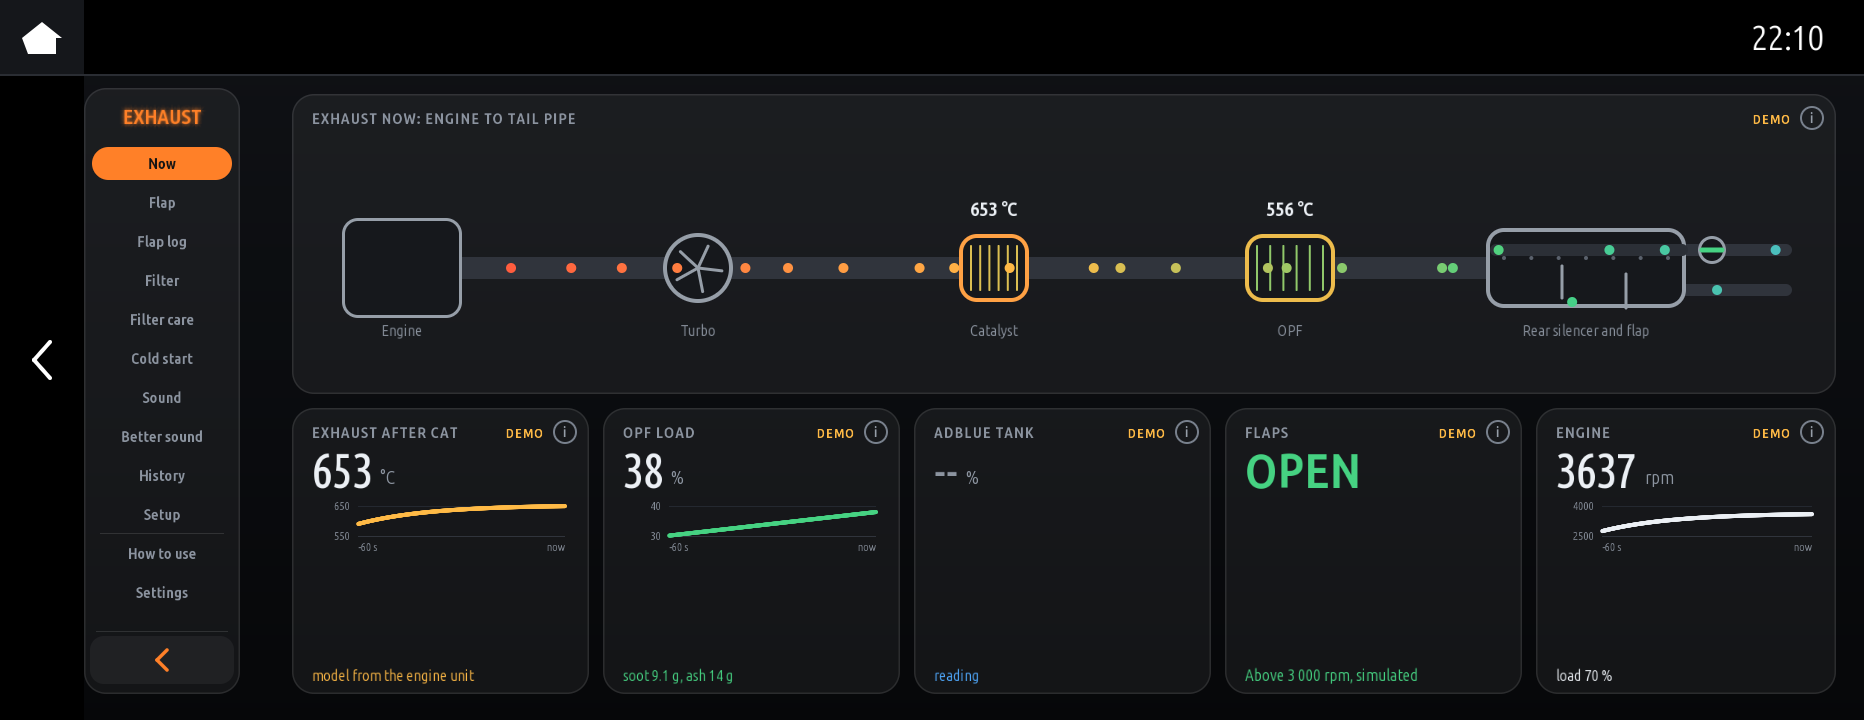 22:10
EXHAUST
Now
Flap
Flap log
Filter
Filter care
Cold start
Sound
Better sound
History
Setup
How to use
Settings
EXHAUST NOW: ENGINE TO TAIL PIPE
DEMO i
653 °C
556 °C
Engine
Turbo
Catalyst
OPF
Rear silencer and flap
EXHAUST AFTER CAT
DEMO i
653 °C
650
550
-60 s
now
model from the engine unit
OPF LOAD
DEMO i
38 %
40
30
-60 s
now
soot 9.1 g, ash 14 g
ADBLUE TANK
DEMO i
-- %
reading
FLAPS
DEMO i
OPEN
Above 3 000 rpm, simulated
ENGINE
DEMO i
3637 rpm
4000
2500
-60 s
now
load 70 %